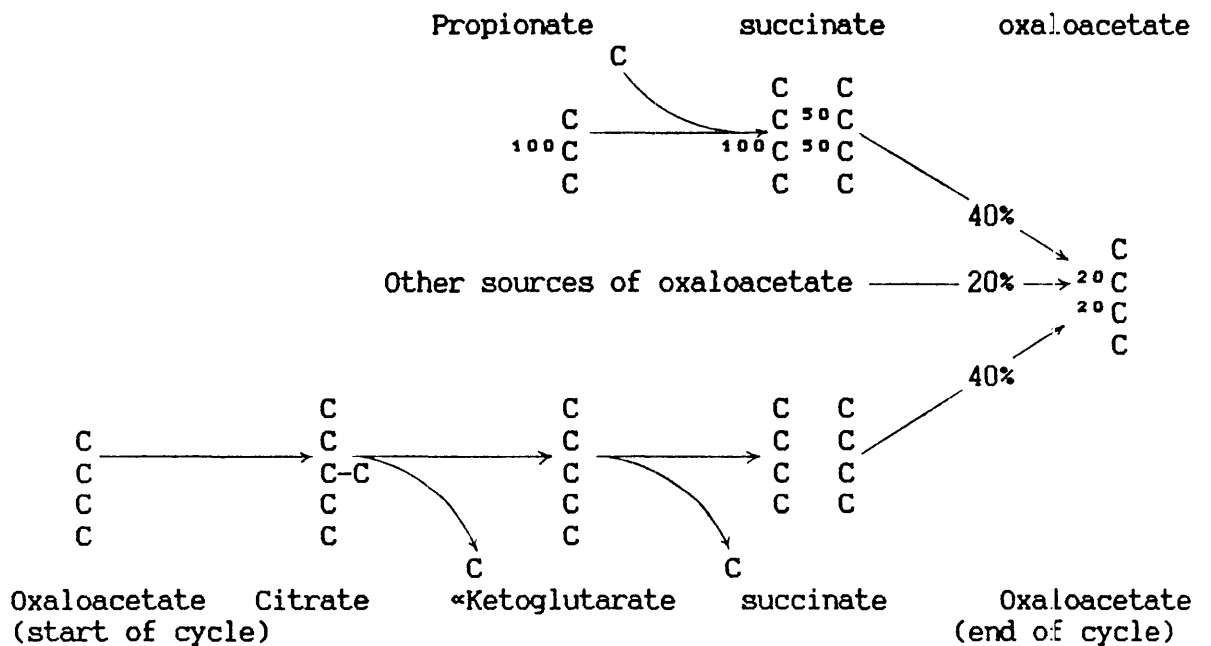 Propionate succinate oxaloacetate
C
C C
C C ⁵⁰C
¹⁰⁰C ¹⁰⁰C ⁵⁰C
C C C
40%
C
Other sources of oxaloacetate 20% ²⁰C
²⁰C
C
40%
C C C C
C C C C C
C C-C C C C
C C C C C
C C C
C C
Oxaloacetate Citrate ∝Ketoglutarate succinate Oxaloacetate
(start of cycle) (end of cycle)